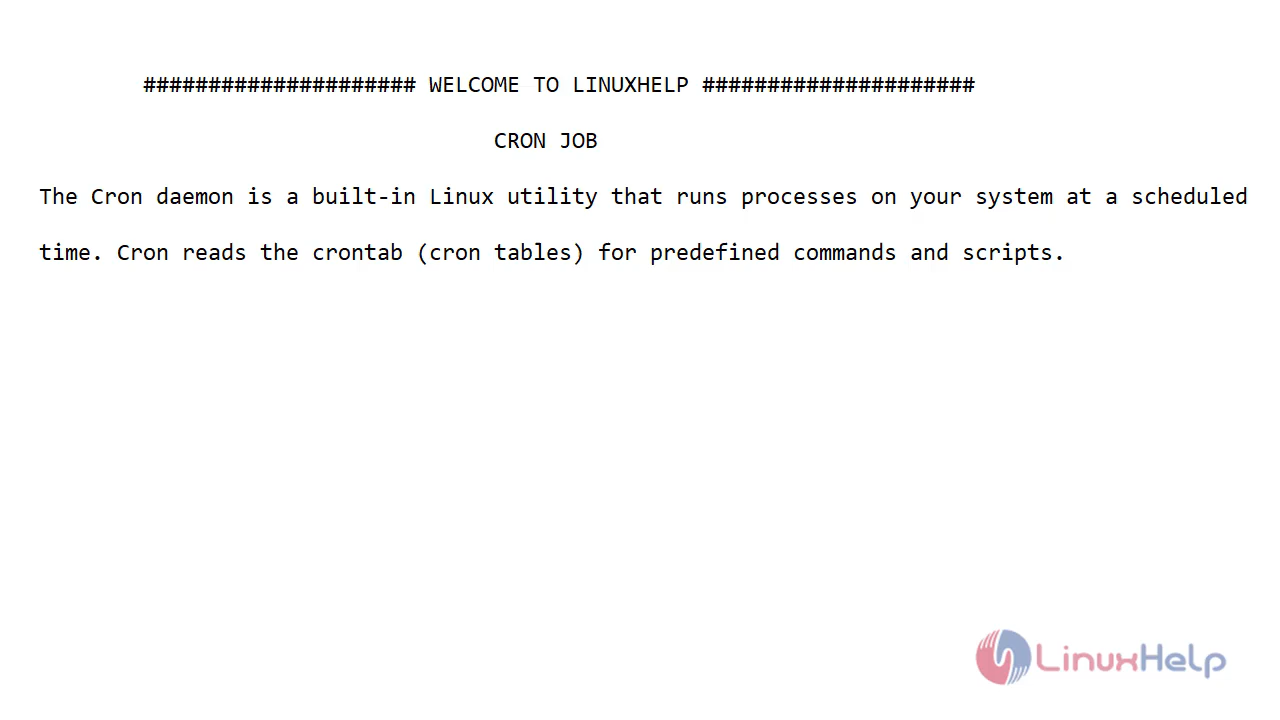 ##################### WELCOME TO LINUXHELP #####################
CRON JOB
The Cron daemon is a built-in Linux utility that runs processes on your system at a scheduled
time. Cron reads the crontab (cron tables) for predefined commands and scripts.
LinuxHelp